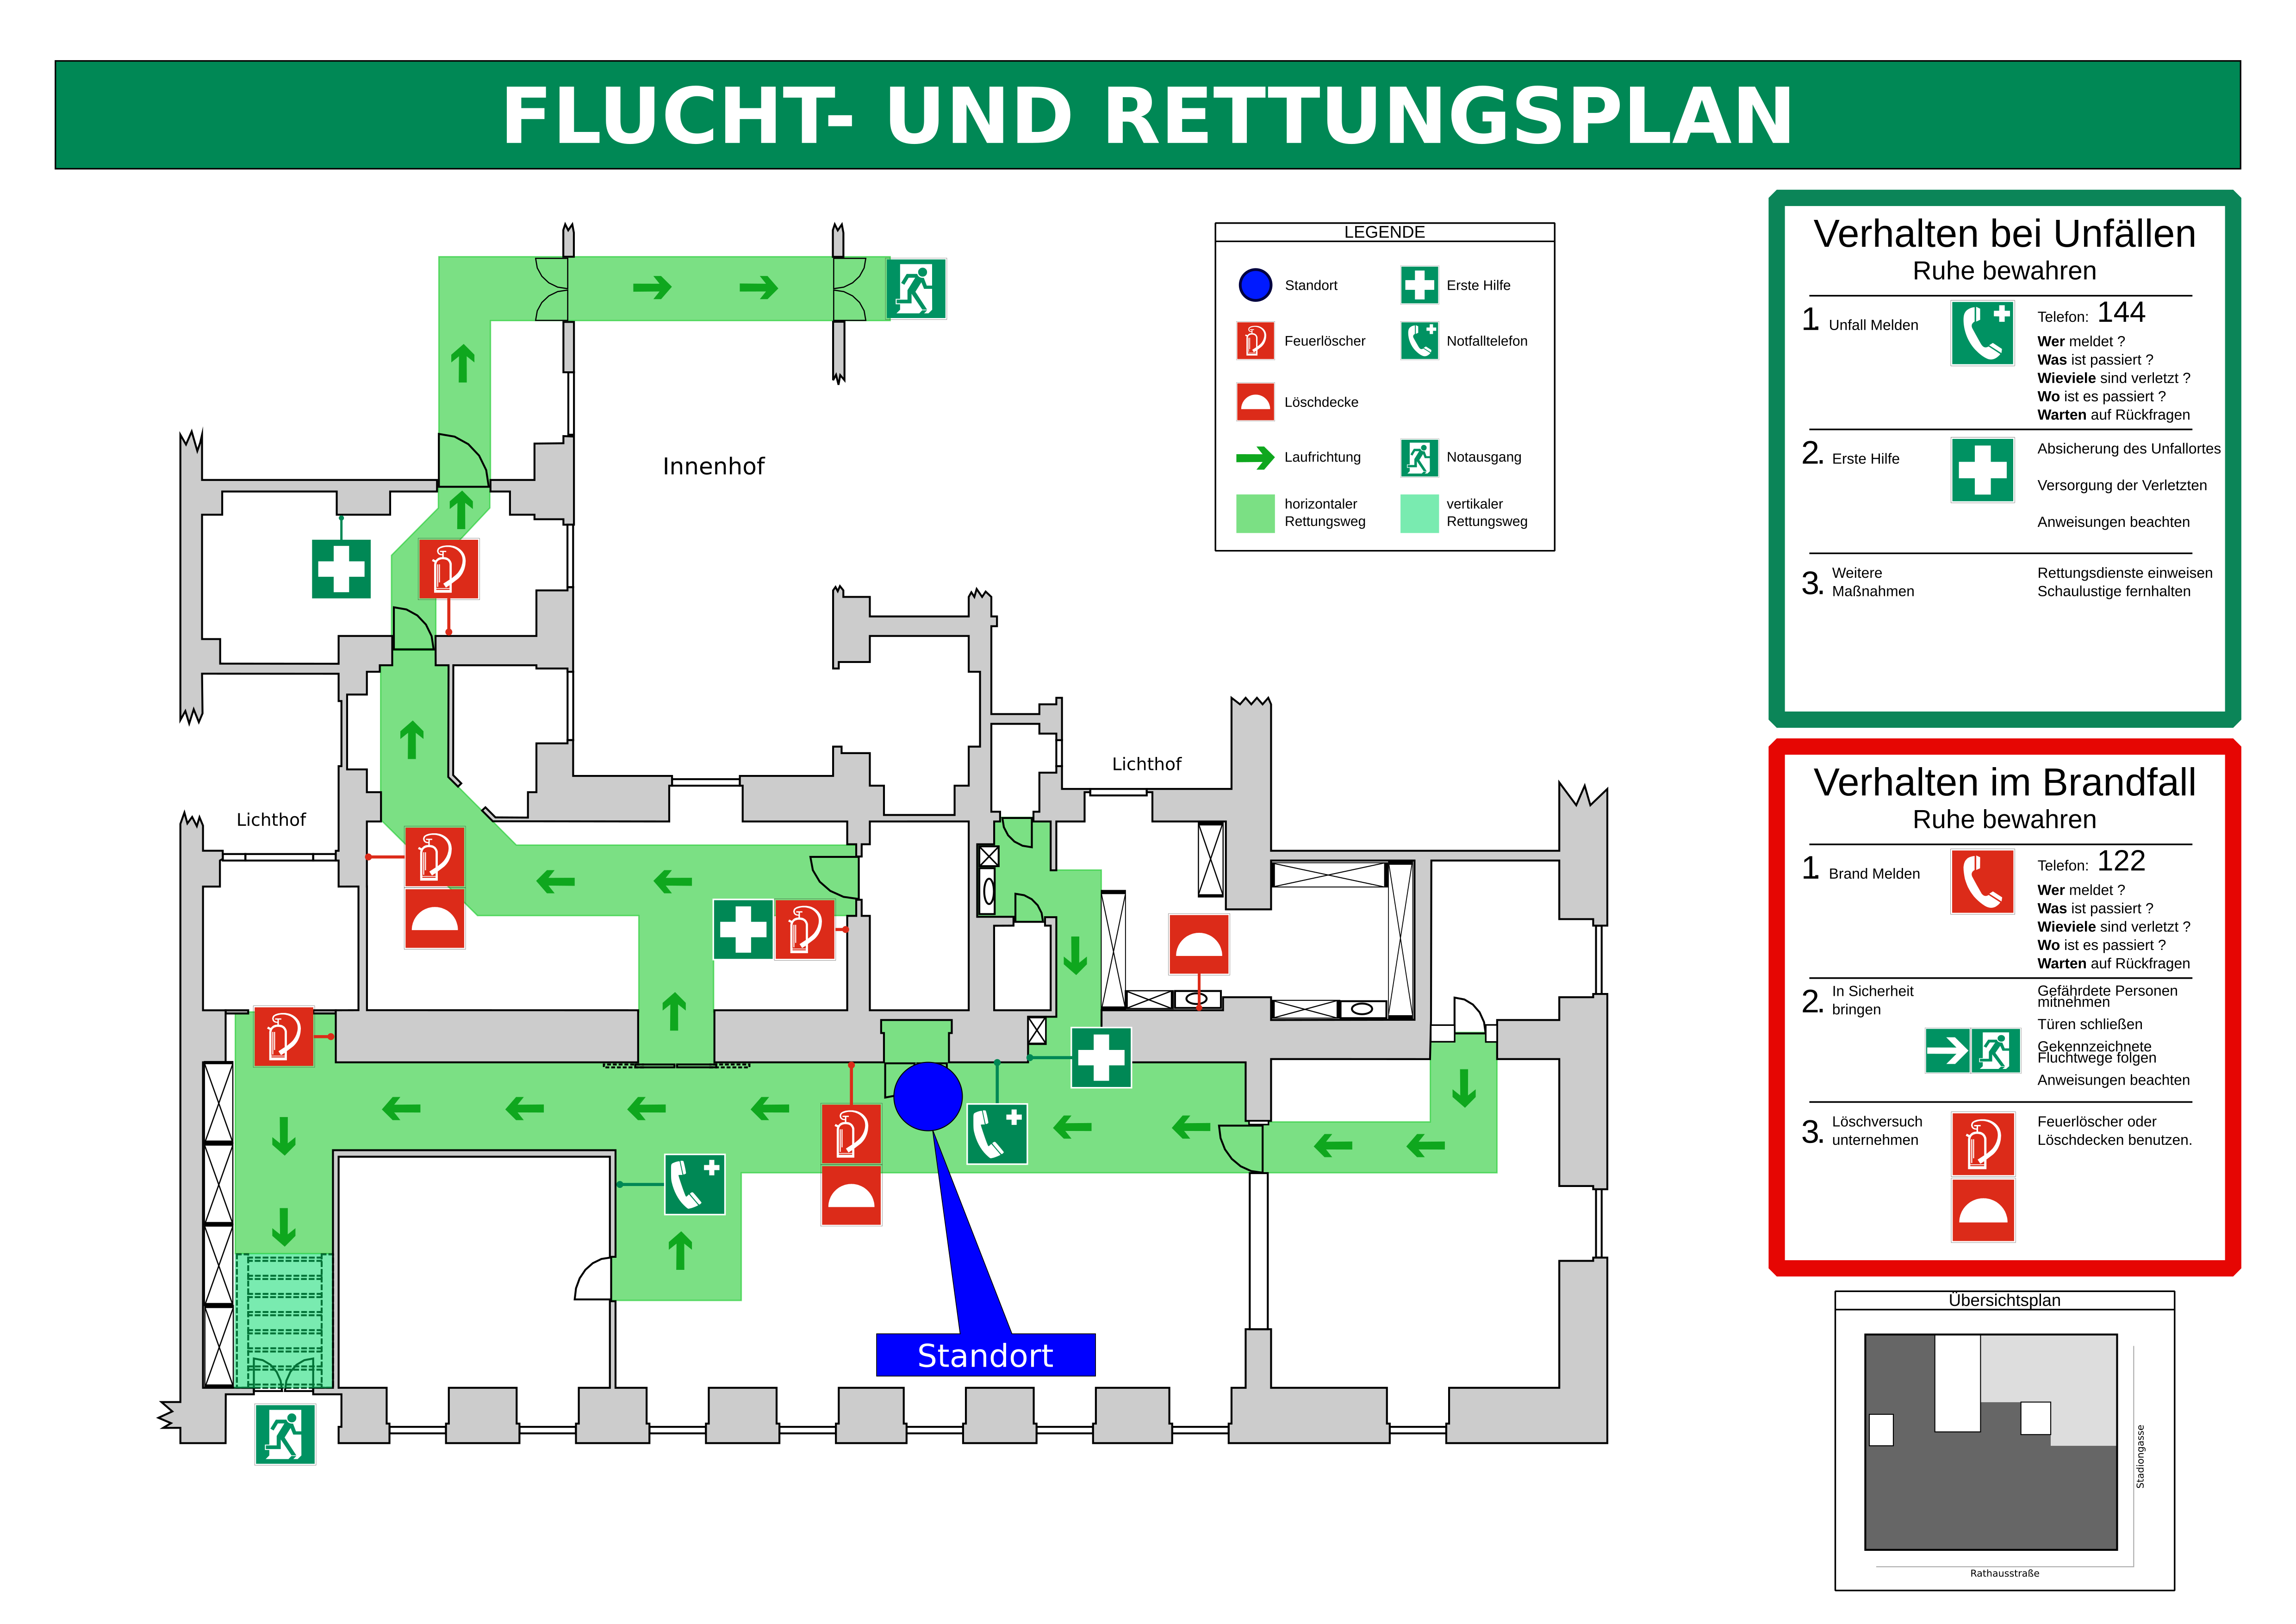 FLUCHT- UND RETTUNGSPLAN
LEGENDE
Standort
Erste Hilfe
Feuerlöscher
Notfalltelefon
Löschdecke
Laufrichtung
Notausgang
horizontaler
Rettungsweg
vertikaler
Rettungsweg
Innenhof
Lichthof
Lichthof
Standort
Verhalten bei Unfällen
Ruhe bewahren
1. Unfall Melden
Telefon: 144
Wer meldet ?
Was ist passiert ?
Wieviele sind verletzt ?
Wo ist es passiert ?
Warten auf Rückfragen
2. Erste Hilfe
Absicherung des Unfallortes
Versorgung der Verletzten
Anweisungen beachten
3. Weitere
Maßnahmen
Rettungsdienste einweisen
Schaulustige fernhalten
Verhalten im Brandfall
Ruhe bewahren
1. Brand Melden
Telefon: 122
Wer meldet ?
Was ist passiert ?
Wieviele sind verletzt ?
Wo ist es passiert ?
Warten auf Rückfragen
2. In Sicherheit
bringen
Gefährdete Personen
mitnehmen
Türen schließen
Gekennzeichnete
Fluchtwege folgen
Anweisungen beachten
3. Löschversuch
unternehmen
Feuerlöscher oder
Löschdecken benutzen.
Übersichtsplan
Stadiongasse
Rathausstraße